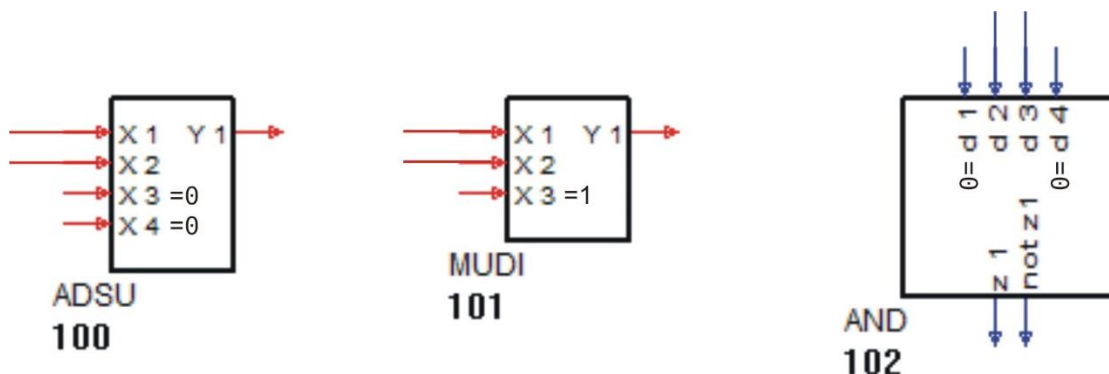 X 1 Y 1
X 2
X 3 =0
X 4 =0
ADSU
100
X 1 Y 1
X 2
X 3 =1
MUDI
101
0= d 1
d 2
d 3
0= d 4
z 1
not z 1
AND
102